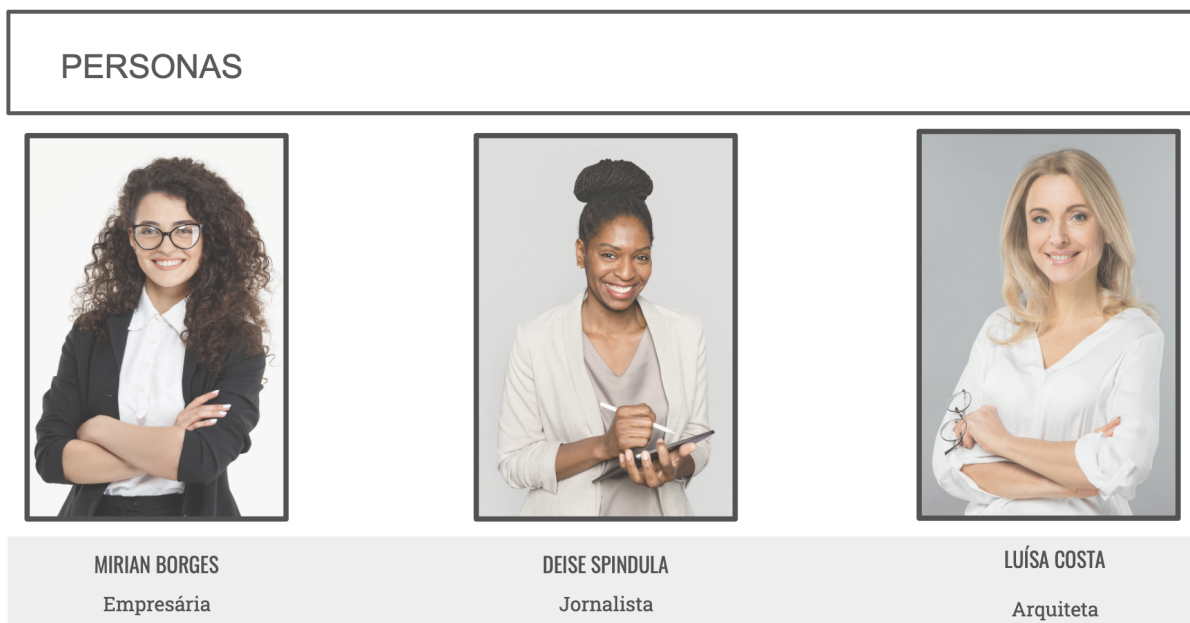 PERSONAS
MIRIAN BORGES
Empresária
DEISE SPINDULA
Jornalista
LUÍSA COSTA
Arquiteta